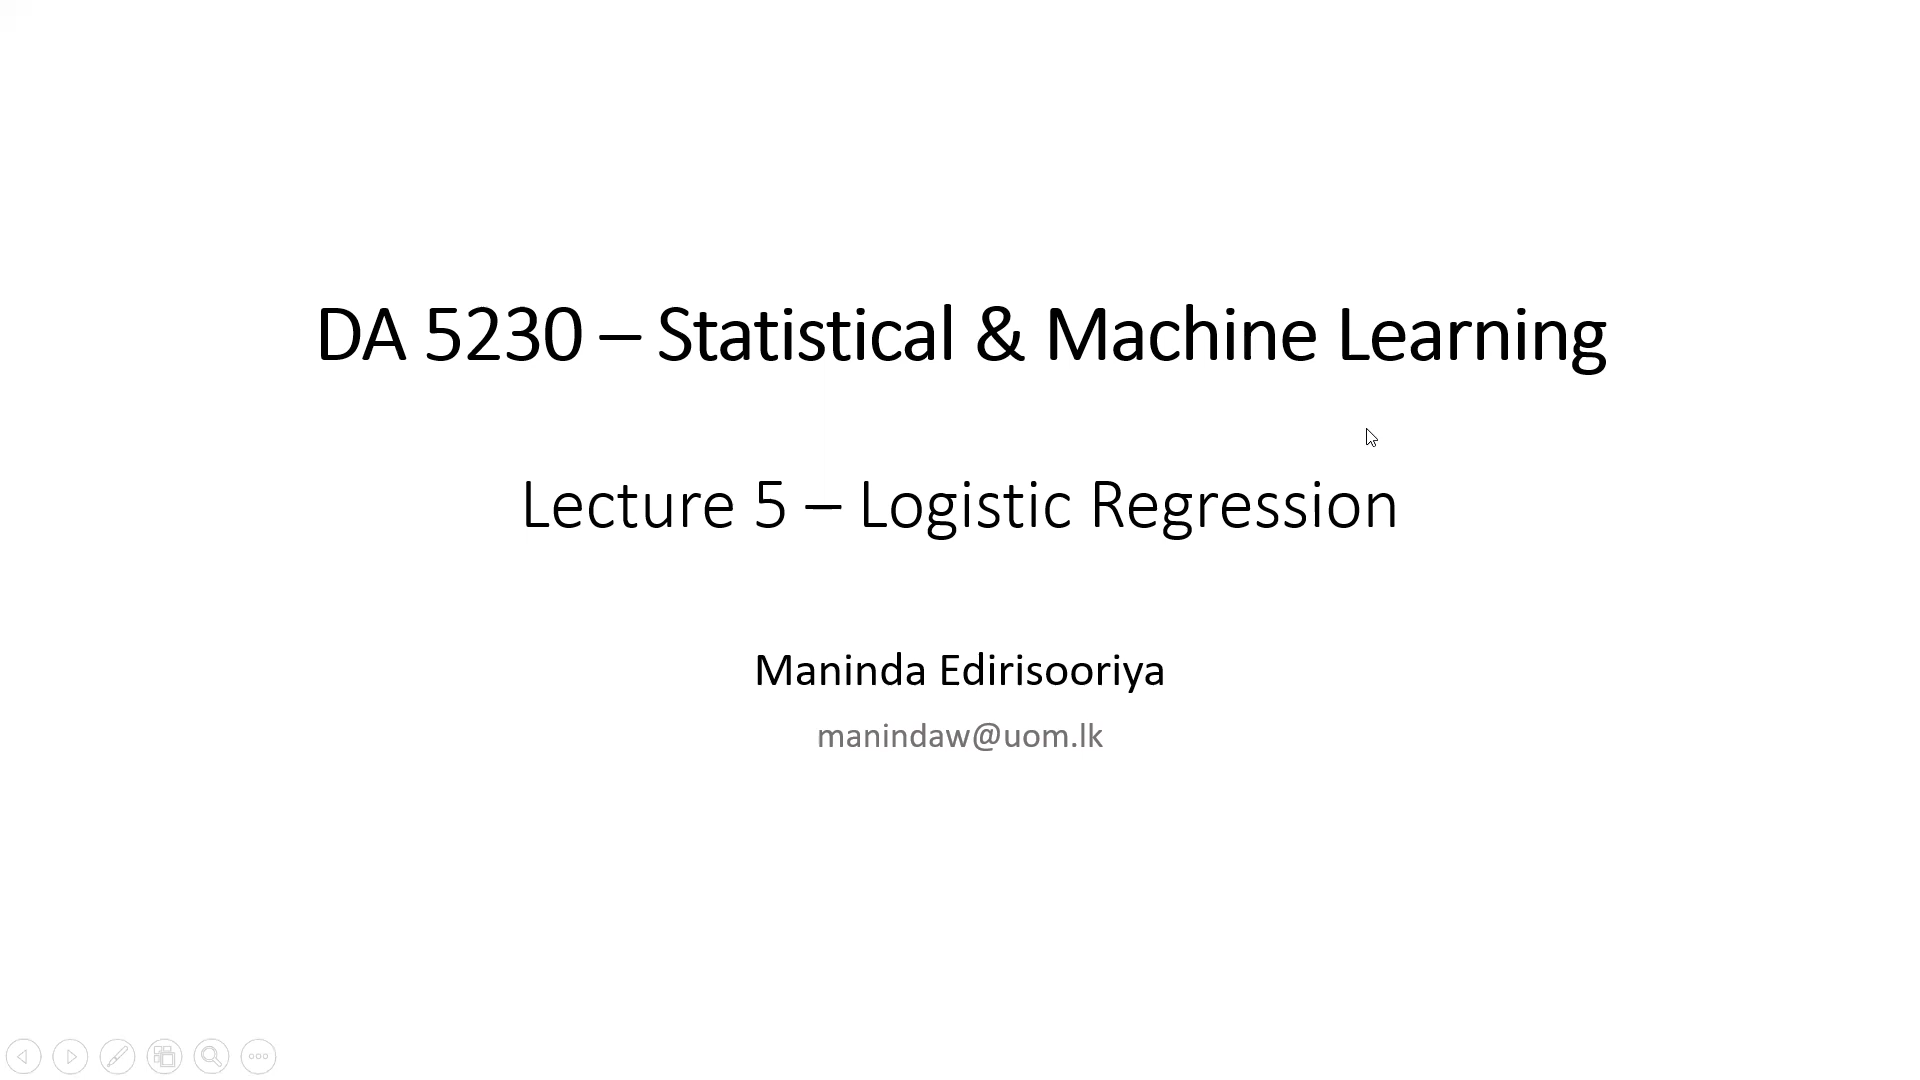 DA 5230 – Statistical & Machine Learning
Lecture 5 – Logistic Regression
Maninda Edirisooriya
manindaw@uom.lk